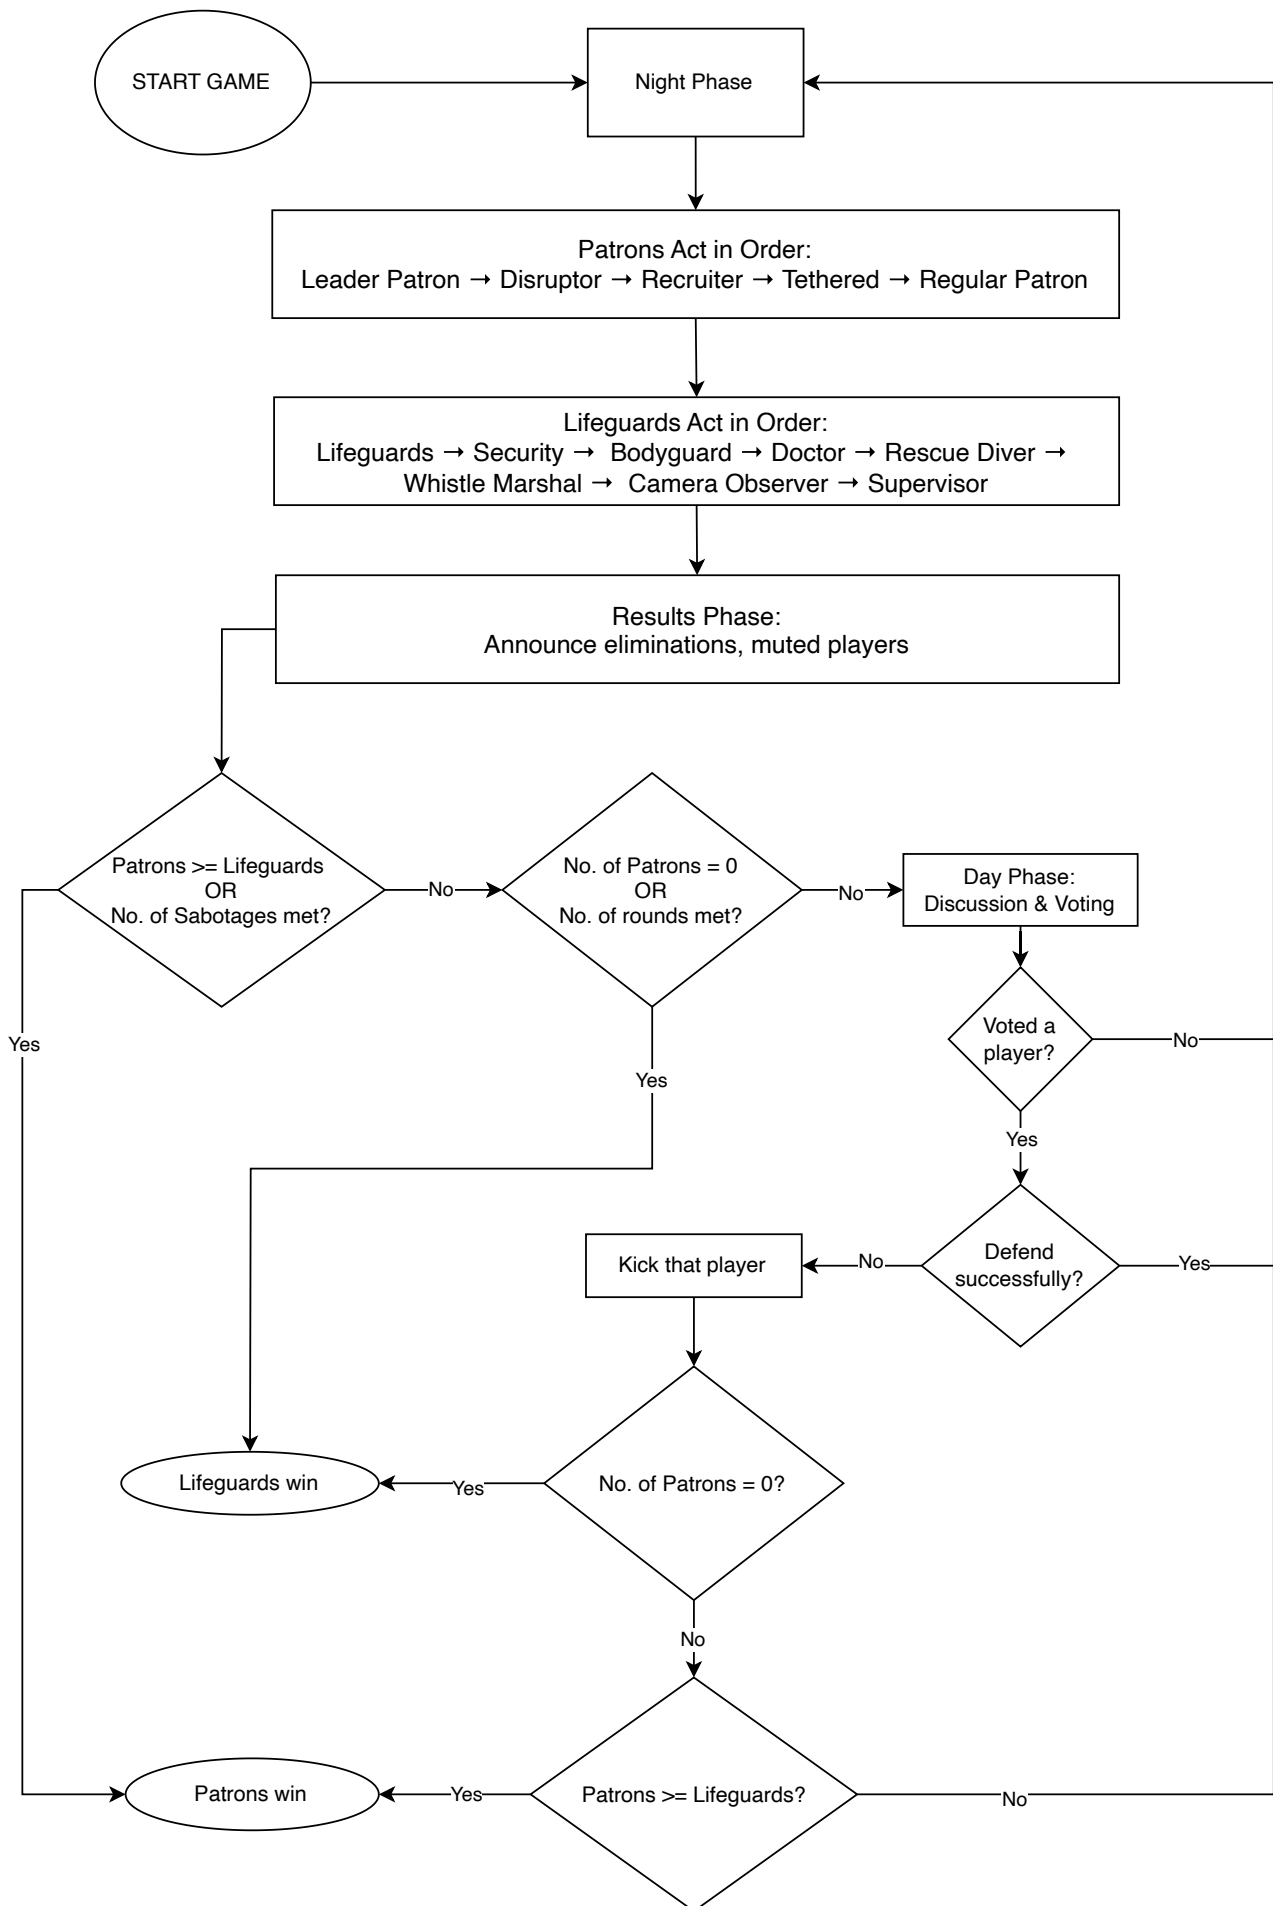 START GAME
Night Phase
Patrons Act in Order:
Leader Patron → Disruptor → Recruiter → Tethered → Regular Patron
Lifeguards Act in Order:
Lifeguards → Security → Bodyguard → Doctor → Rescue Diver →
Whistle Marshal → Camera Observer → Supervisor
Results Phase:
Announce eliminations, muted players
Patrons >= Lifeguards
OR
No. of Sabotages met?
No
No. of Patrons = 0
OR
No. of rounds met?
No
Day Phase:
Discussion & Voting
Yes
Yes
Voted a
player?
No
Yes
Defend
successfully?
Yes
No
Kick that player
No. of Patrons = 0?
Yes
Lifeguards win
No
Patrons >= Lifeguards?
Yes
Patrons win
No